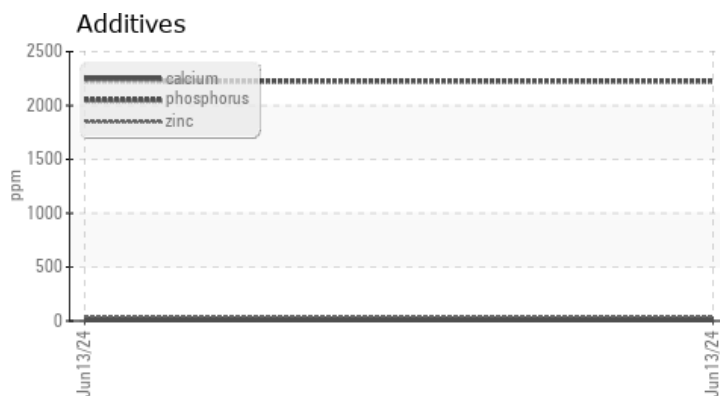 Additives
2500
2000
1500
1000
500
0
ppm
calcium
phosphorus
zinc
Jun13/24
Jun13/24